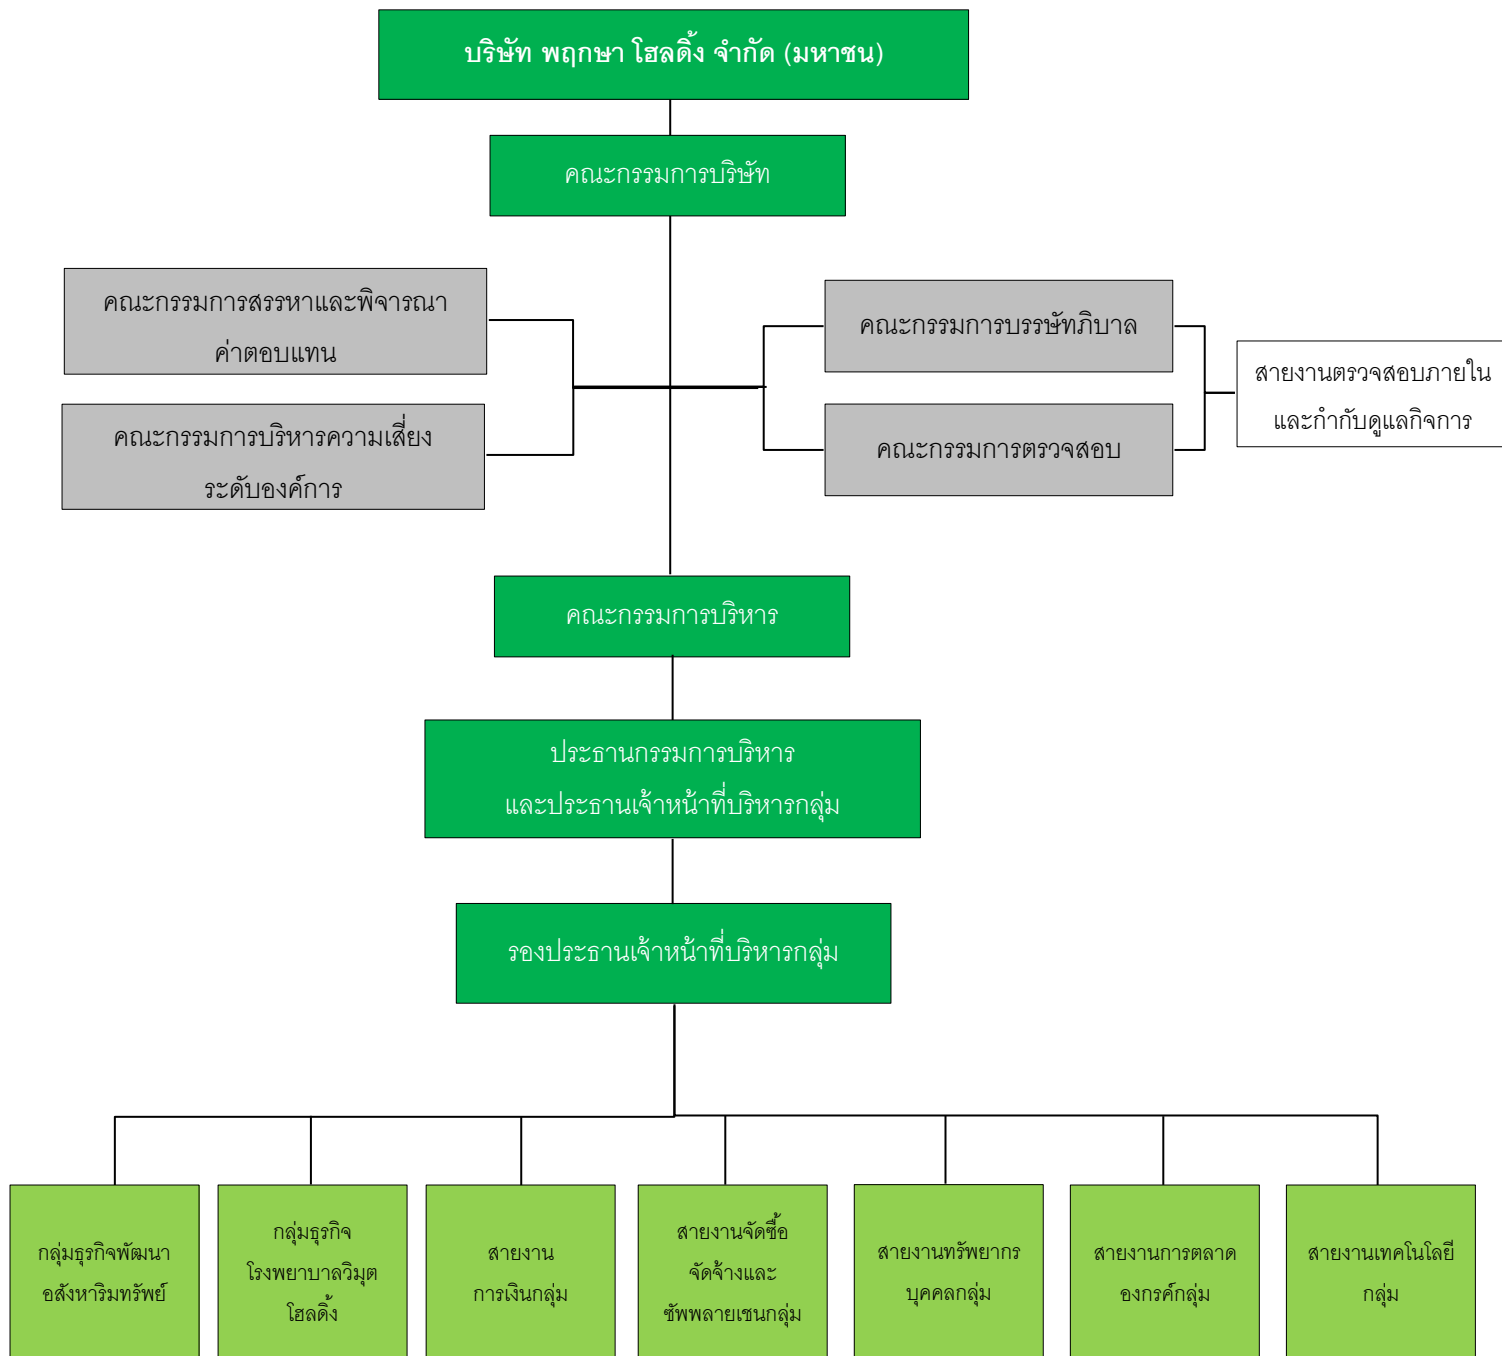 บริษัท พฤกษา โฮลดิ้ง จำกัด (มหาชน)
คณะกรรมการบริษัท
คณะกรรมการสรรหาและพิจารณา
ค่าตอบแทน
คณะกรรมการบริหารความเสี่ยง
ระดับองค์การ
คณะกรรมการบรรษัทภิบาล
คณะกรรมการตรวจสอบ
สายงานตรวจสอบภายใน
และกำกับดูแลกิจการ
คณะกรรมการบริหาร
ประธานกรรมการบริหาร
และประธานเจ้าหน้าที่บริหารกลุ่ม
รองประธานเจ้าหน้าที่บริหารกลุ่ม
กลุ่มธุรกิจพัฒนา
อสังหาริมทรัพย์
กลุ่มธุรกิจ
โรงพยาบาลวิมุต
โฮลดิ้ง
สายงาน
การเงินกลุ่ม
สายงานจัดซื้อ
จัดจ้างและ
ซัพพลายเชนกลุ่ม
สายงานทรัพยากร
บุคคลกลุ่ม
สายงานการตลาด
องกรค์กลุ่ม
สายงานเทคโนโลยี
กลุ่ม